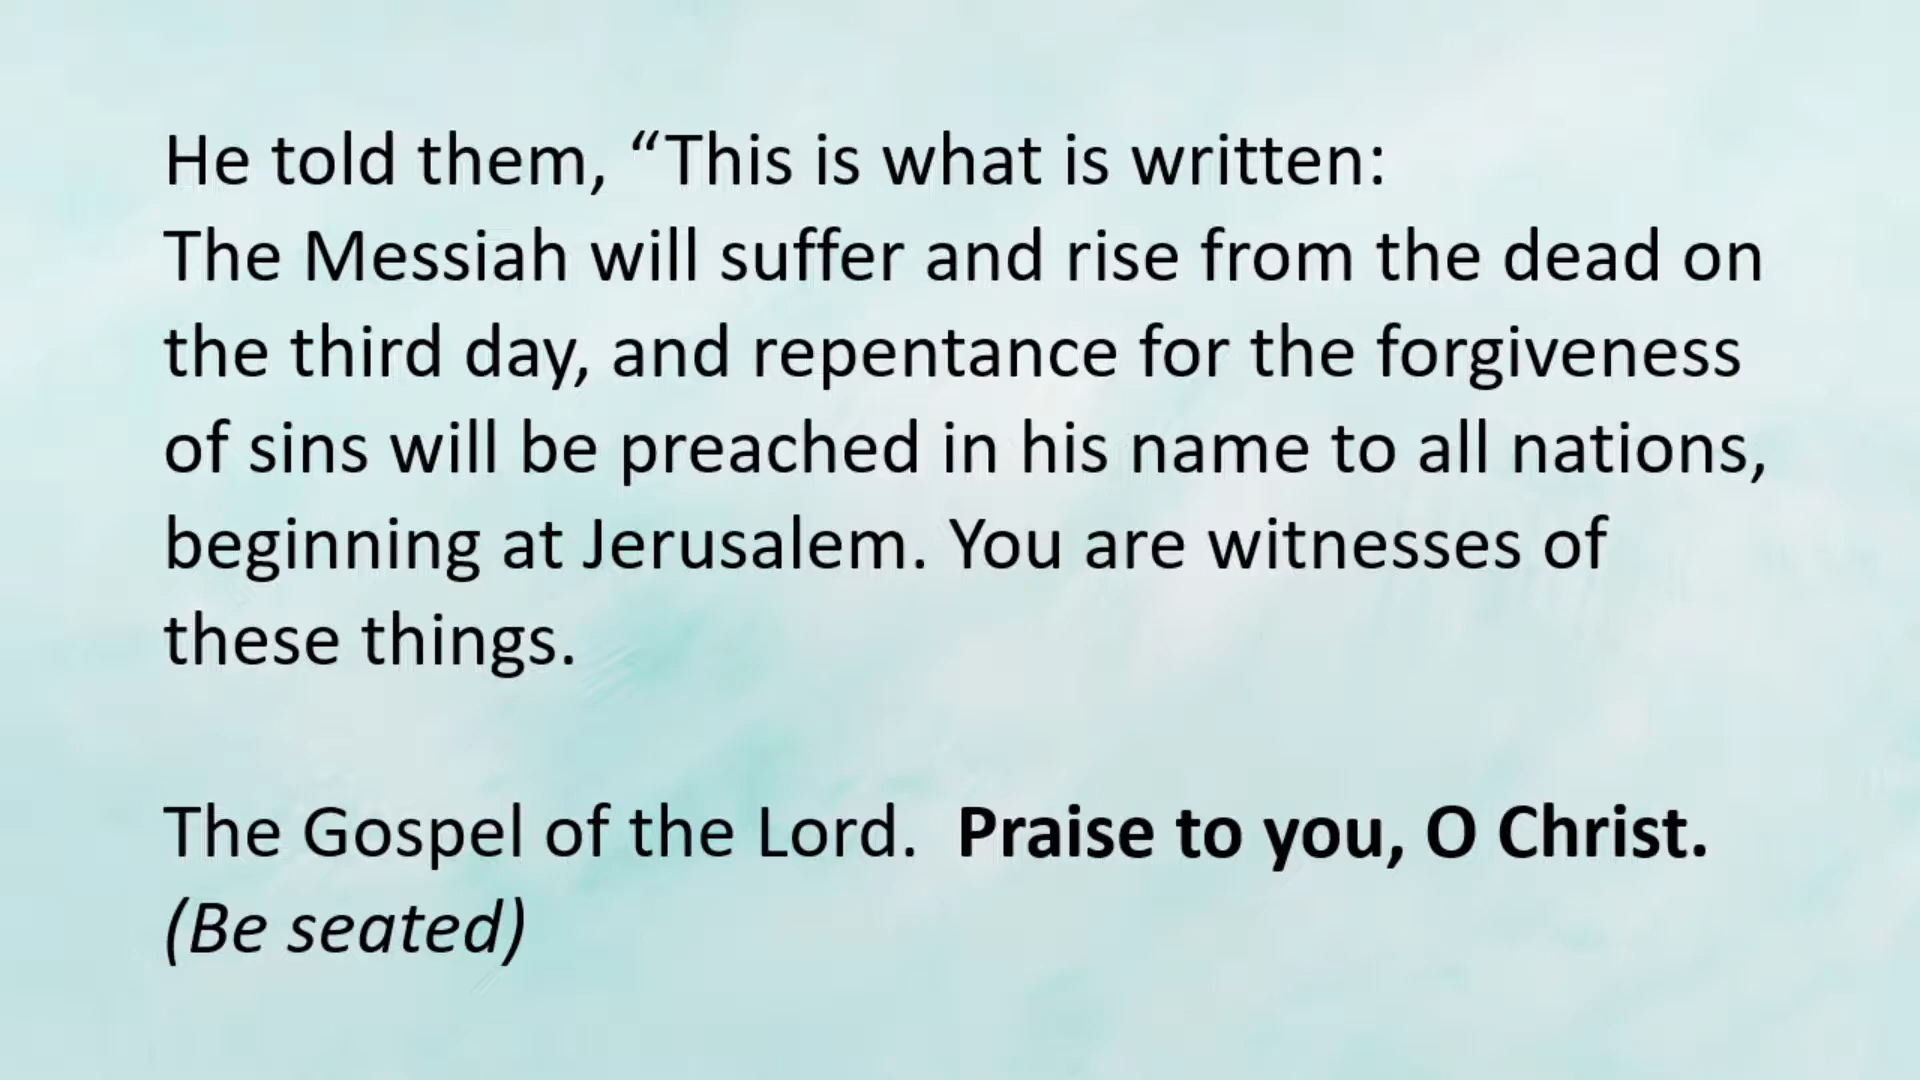 He told them, “This is what is written:
The Messiah will suffer and rise from the dead on
the third day, and repentance for the forgiveness
of sins will be preached in his name to all nations,
beginning at Jerusalem. You are witnesses of
these things.
The Gospel of the Lord.  Praise to you, O Christ.
(Be seated)